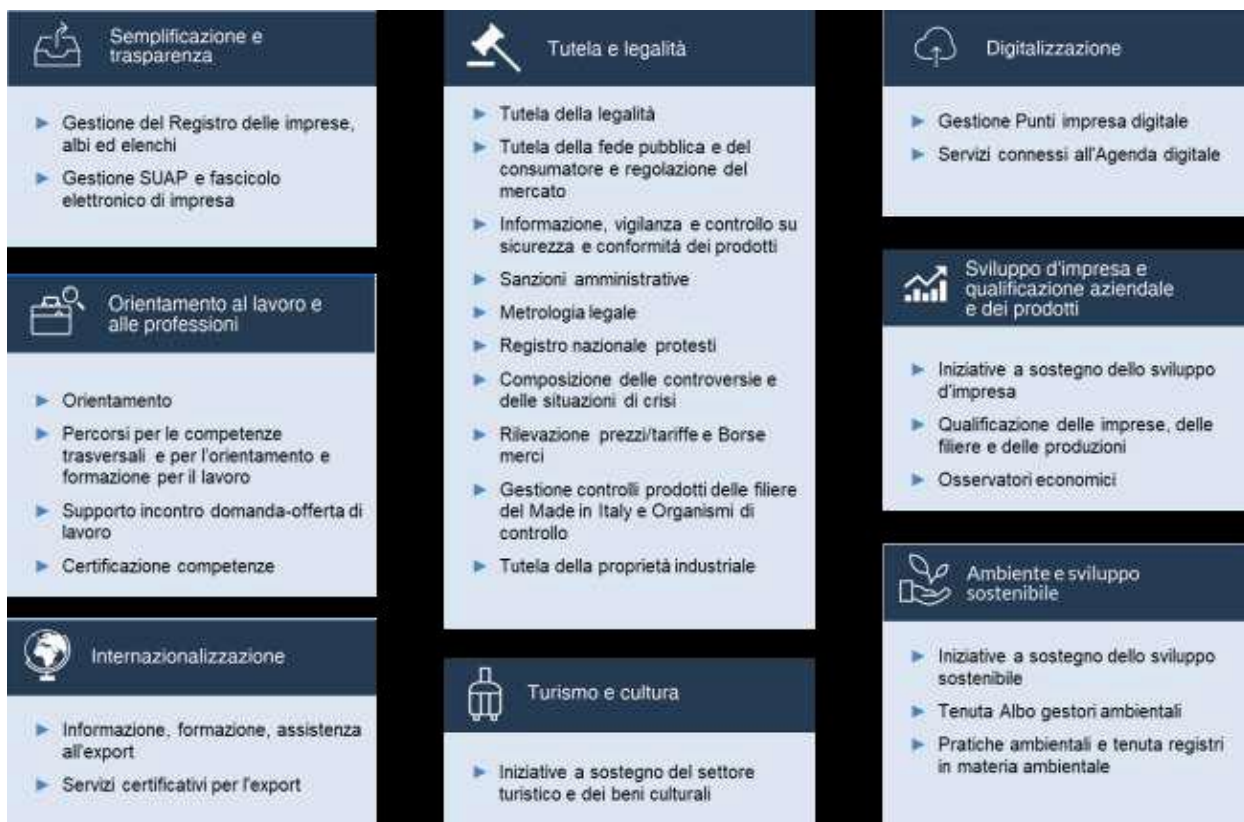 Semplificazione e
trasparenza
Gestione del Registro delle imprese,
albi ed elenchi
Gestione SUAP e fascicolo
elettronico di impresa
Orientamento al lavoro e
alle professioni
Orientamento
Percorsi per le competenze
trasversali e per l'orientamento e
formazione per il lavoro
Supporto incontro domanda-offerta di
lavoro
Certificazione competenze
Internazionalizzazione
Informazione, formazione, assistenza
all'export
Servizi certificativi per l'export
Tutela e legalità
Tutela della legalità
Tutela della fede pubblica e del
consumatore e regolazione del
mercato
Informazione, vigilanza e controllo su
sicurezza e conformità dei prodotti
Sanzioni amministrative
Metrologia legale
Registro nazionale protesti
Composizione delle controversie e
delle situazioni di crisi
Rilevazione prezzi/tariffe e Borse
merci
Gestione controlli prodotti delle filiere
del Made in Italy e Organismi di
controllo
Tutela della proprietà industriale
Turismo e cultura
Iniziative a sostegno del settore
turistico e dei beni culturali
Digitalizzazione
Gestione Punti impresa digitale
Servizi connessi all'Agenda digitale
Sviluppo d'impresa e
qualificazione aziendale
e dei prodotti
Iniziative a sostegno dello sviluppo
d'impresa
Qualificazione delle imprese, delle
filiere e delle produzioni
Osservatori economici
Ambiente e sviluppo
sostenibile
Iniziative a sostegno dello sviluppo
sostenibile
Tenuta Albo gestori ambientali
Pratiche ambientali e tenuta registri
in materia ambientale